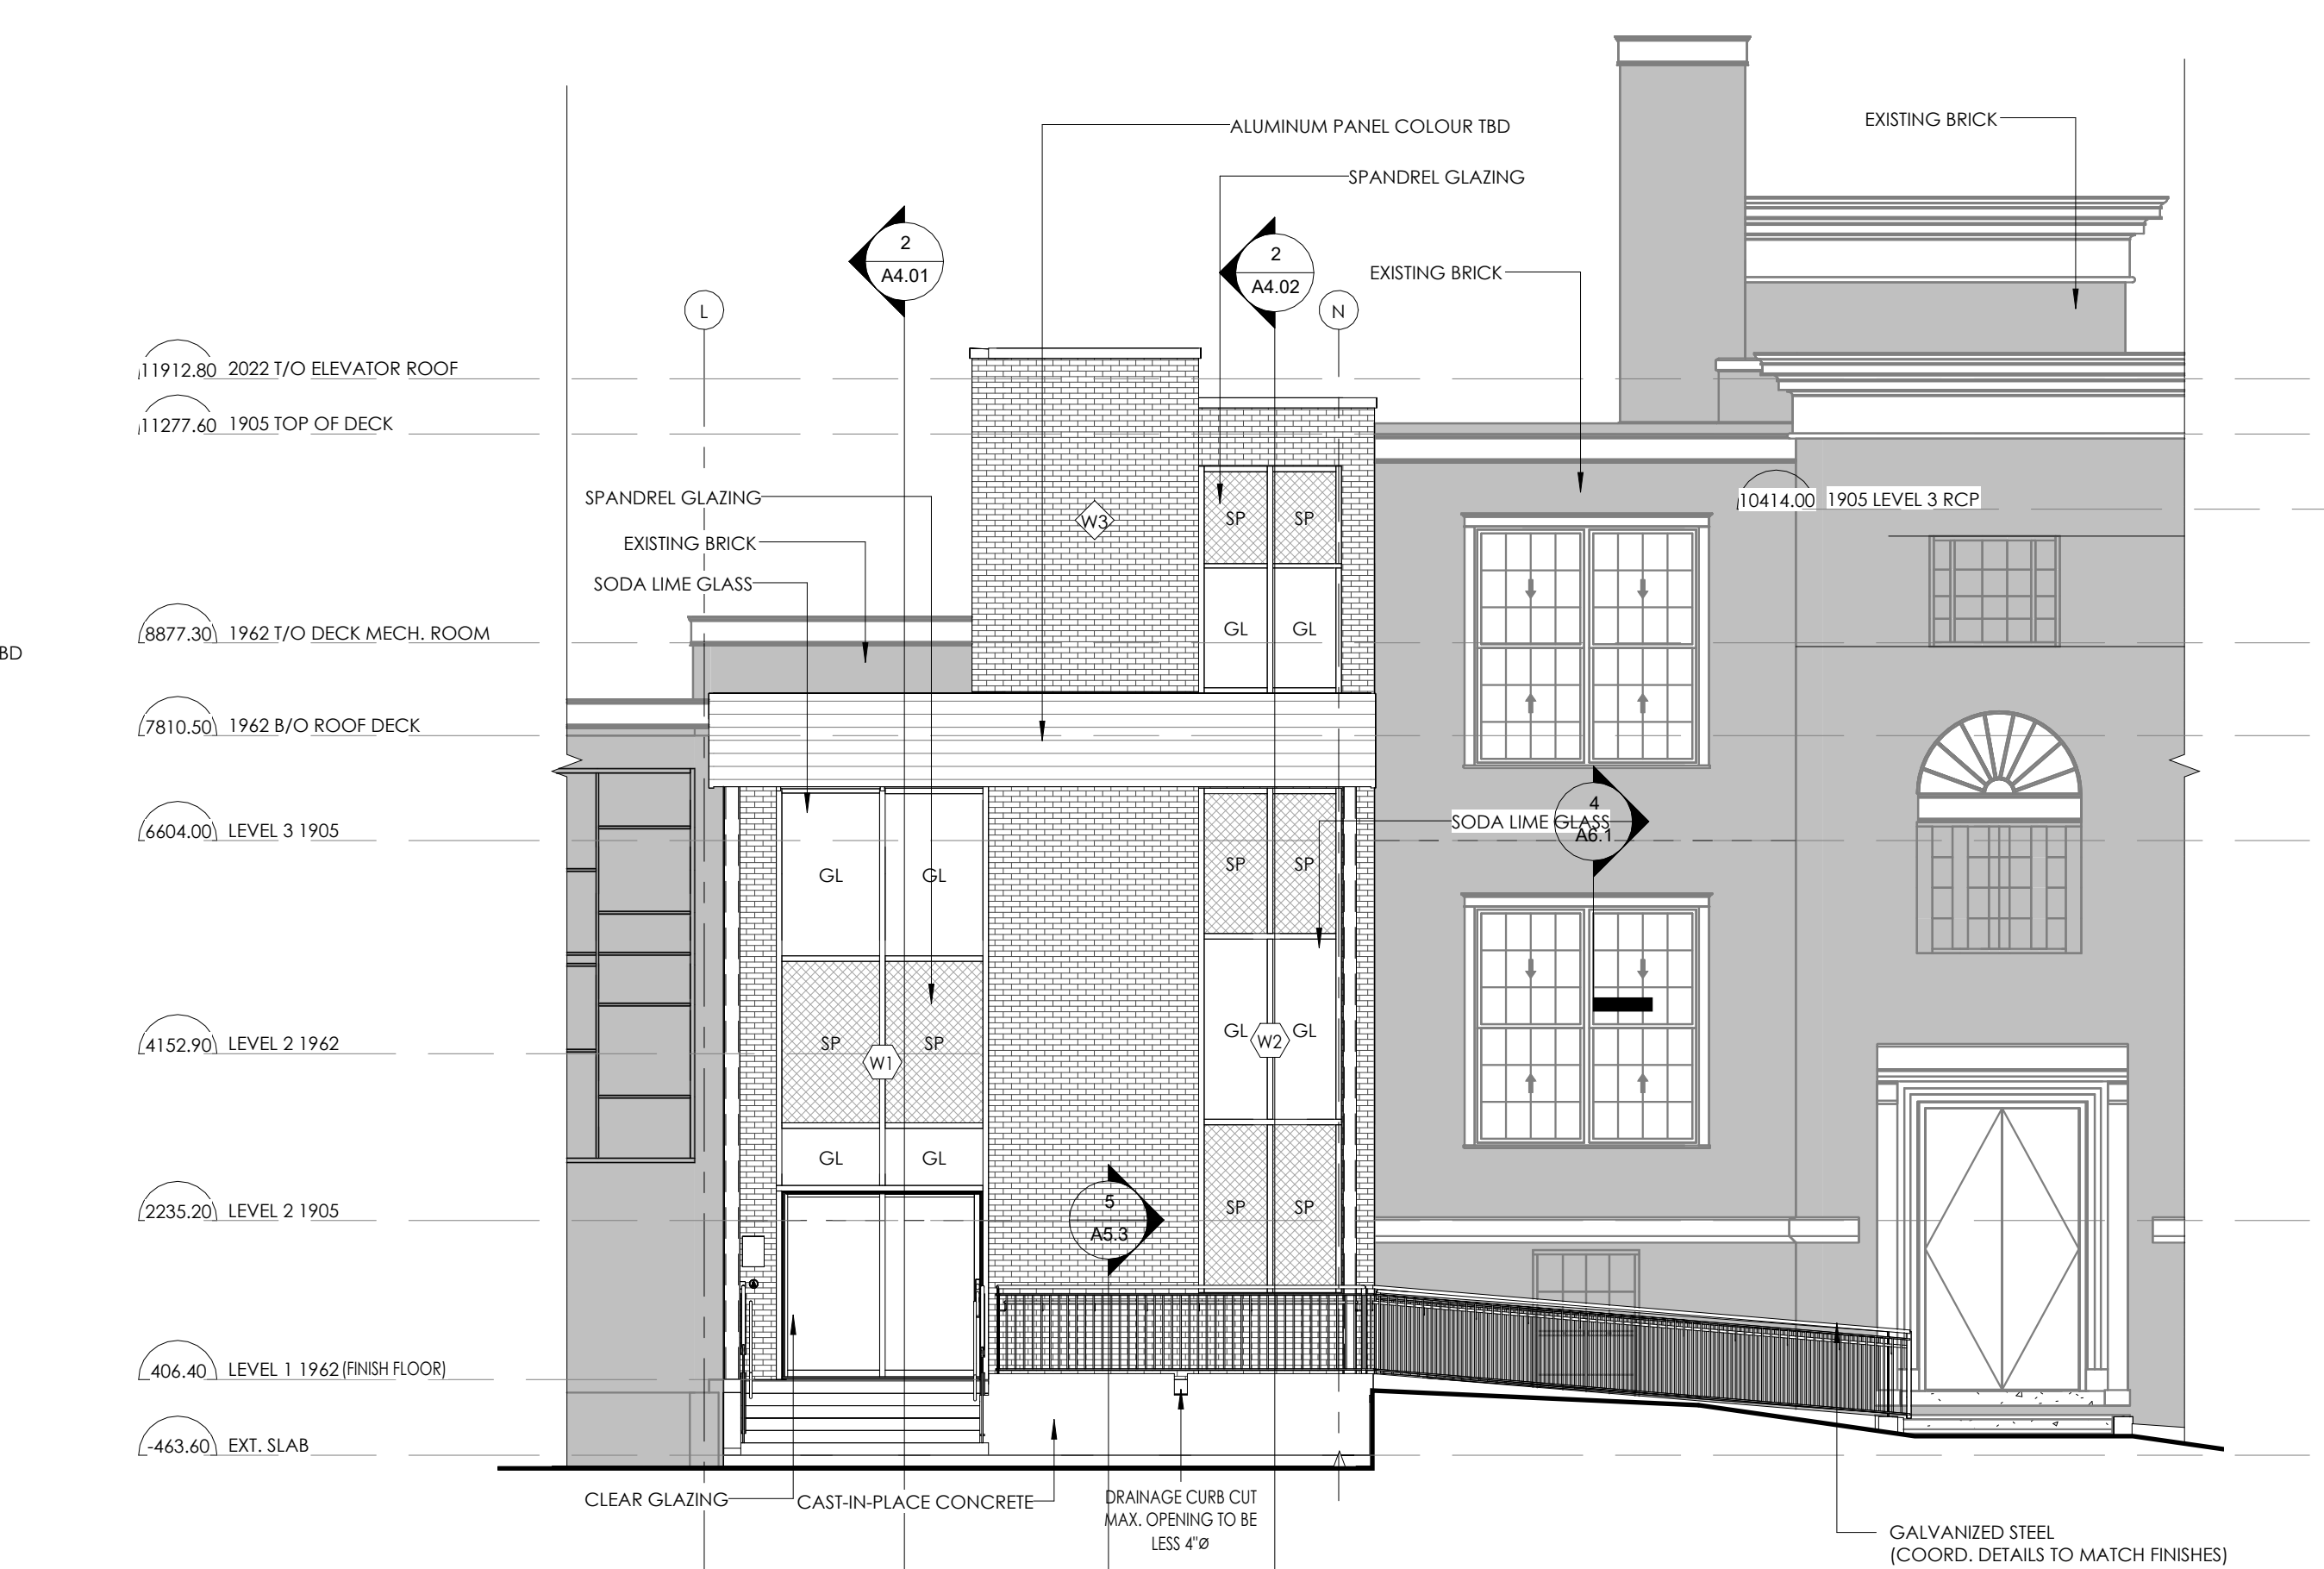 ALUMINUM PANEL COLOUR TBD
EXISTING BRICK
SPANDREL GLAZING
2
A4.01
2
A4.02
EXISTING BRICK
L
N
11912.80 2022 T/O ELEVATOR ROOF
11277.60 1905 TOP OF DECK
SPANDREL GLAZING
10414.00 1905 LEVEL 3 RCP
W3
SP SP
EXISTING BRICK
SODA LIME GLASS
8877.30 1962 T/O DECK MECH. ROOM
GL GL
BD
7810.50 1962 B/O ROOF DECK
4
A6.1
SODA LIME GLASS
6604.00 LEVEL 3 1905
GL GL
SP SP
4152.90 LEVEL 2 1962
SP SP
W1
GL GL
W2
GL GL
5
A5.3
2235.20 LEVEL 2 1905
SP SP
406.40 LEVEL 1 1962 (FINISH FLOOR)
-463.60 EXT. SLAB
CLEAR GLAZING
CAST-IN-PLACE CONCRETE
DRAINAGE CURB CUT
MAX. OPENING TO BE
LESS 4"Ø
GALVANIZED STEEL
(COORD. DETAILS TO MATCH FINISHES)